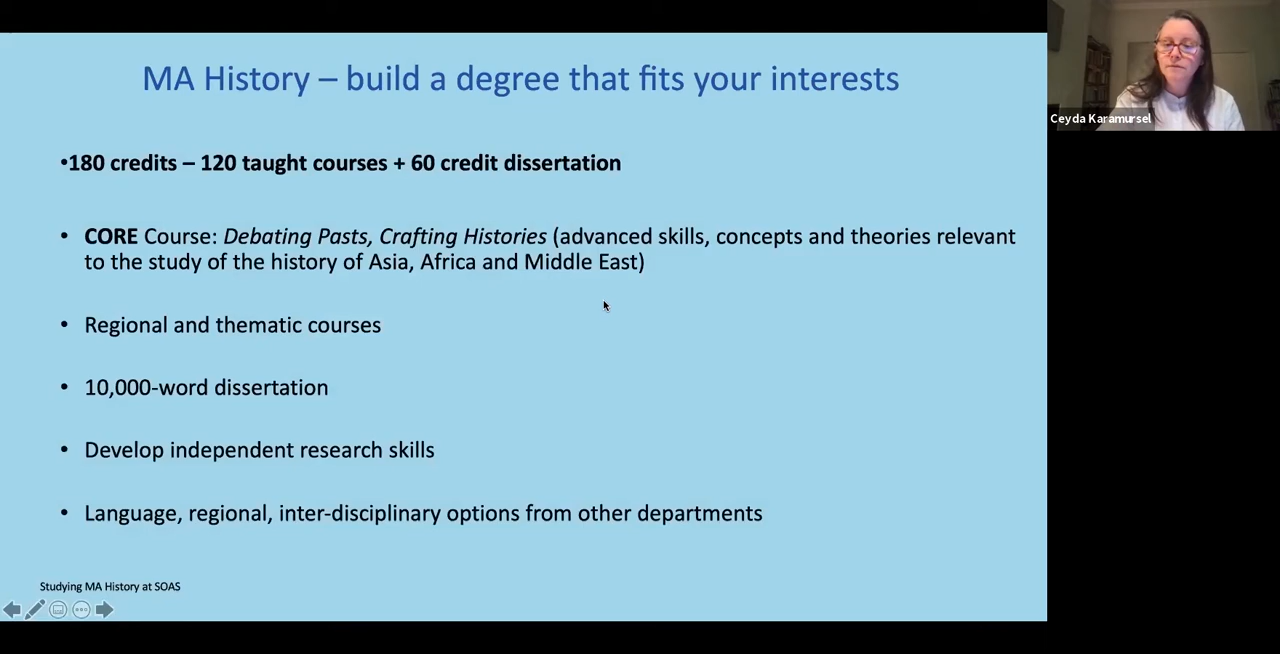 MA History – build a degree that fits your interests
•180 credits – 120 taught courses + 60 credit dissertation
• CORE Course: Debating Pasts, Crafting Histories (advanced skills, concepts and theories relevant
to the study of the history of Asia, Africa and Middle East)
• Regional and thematic courses
• 10,000-word dissertation
• Develop independent research skills
• Language, regional, inter-disciplinary options from other departments
Studying MA History at SOAS
Ceyda Karamursel